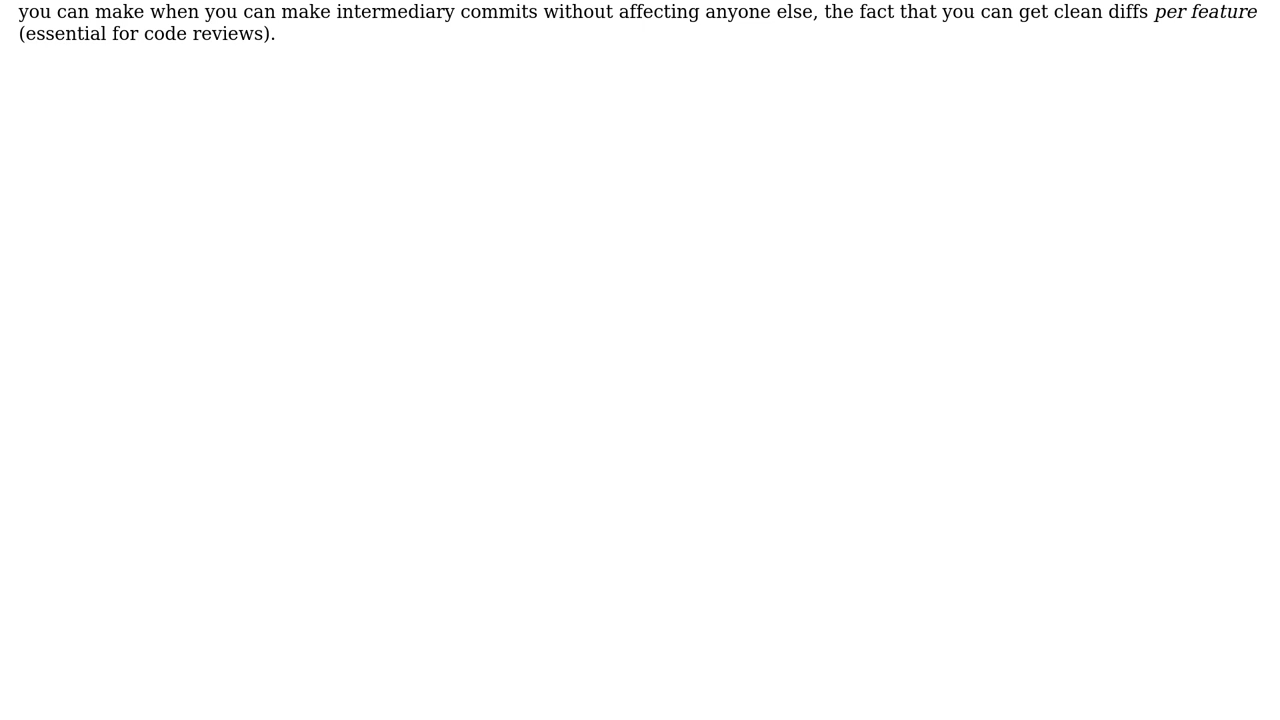 you can make when you can make intermediary commits without affecting anyone else, the fact that you can get clean diffs per feature
(essential for code reviews).